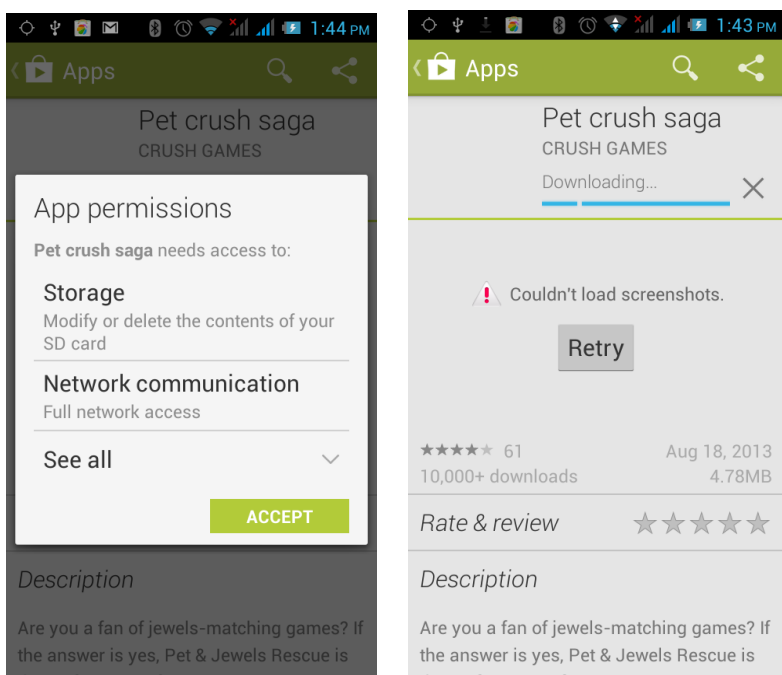 1:44 PM
Apps
Pet crush saga
CRUSH GAMES
App permissions
Pet crush saga needs access to:
Storage
Modify or delete the contents of your
SD card
Network communication
Full network access
See all
ACCEPT
Description
Are you a fan of jewels-matching games? If
the answer is yes, Pet & Jewels Rescue is
1:43 PM
Apps
Pet crush saga
CRUSH GAMES
Downloading...
Couldn't load screenshots.
Retry
61
Aug 18, 2013
10,000+ downloads
4.78MB
Rate & review
Description
Are you a fan of jewels-matching games? If
the answer is yes, Pet & Jewels Rescue is